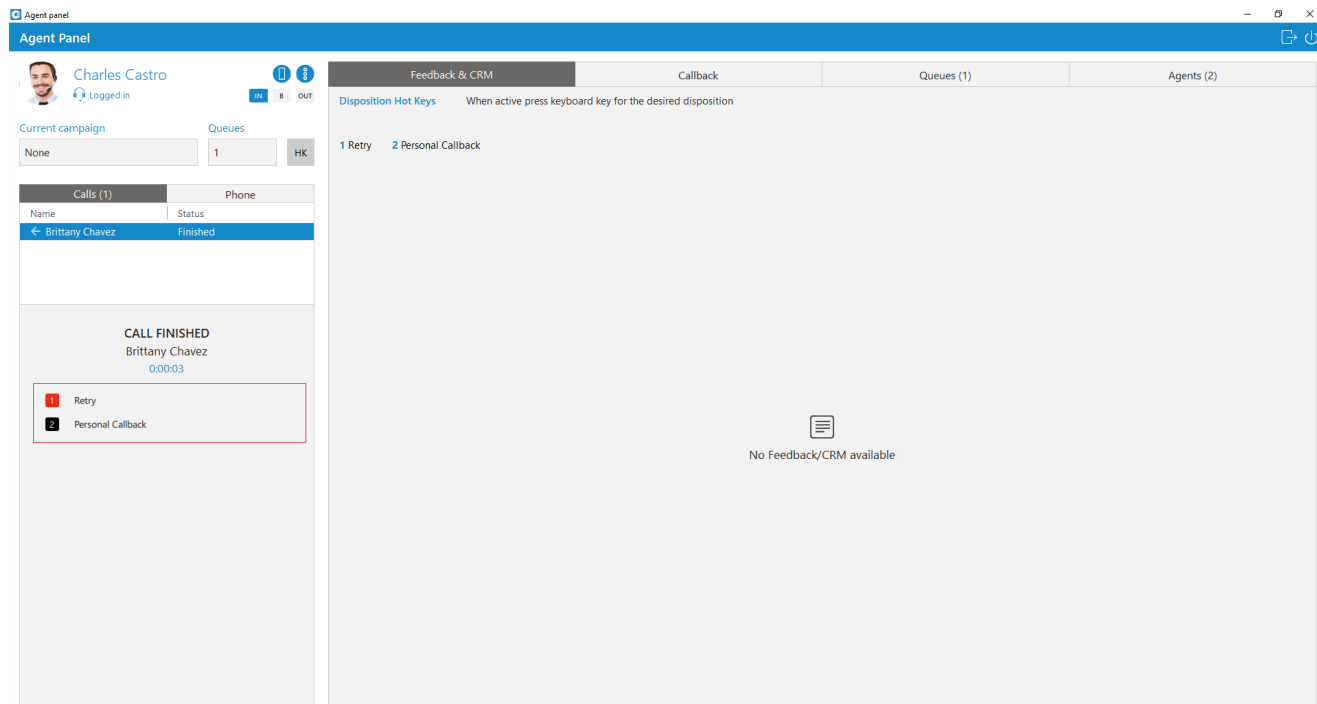 Agent panel
Agent Panel
Charles Castro
Logged in
IN B OUT
Current campaign Queues
None 1 HK
Calls (1) Phone
Name Status
Brittany Chavez Finished
CALL FINISHED
Brittany Chavez
0:00:03
1 Retry
2 Personal Callback
Feedback & CRM Callback Queues (1) Agents (2)
Disposition Hot Keys When active press keyboard key for the desired disposition
1 Retry 2 Personal Callback
No Feedback/CRM available